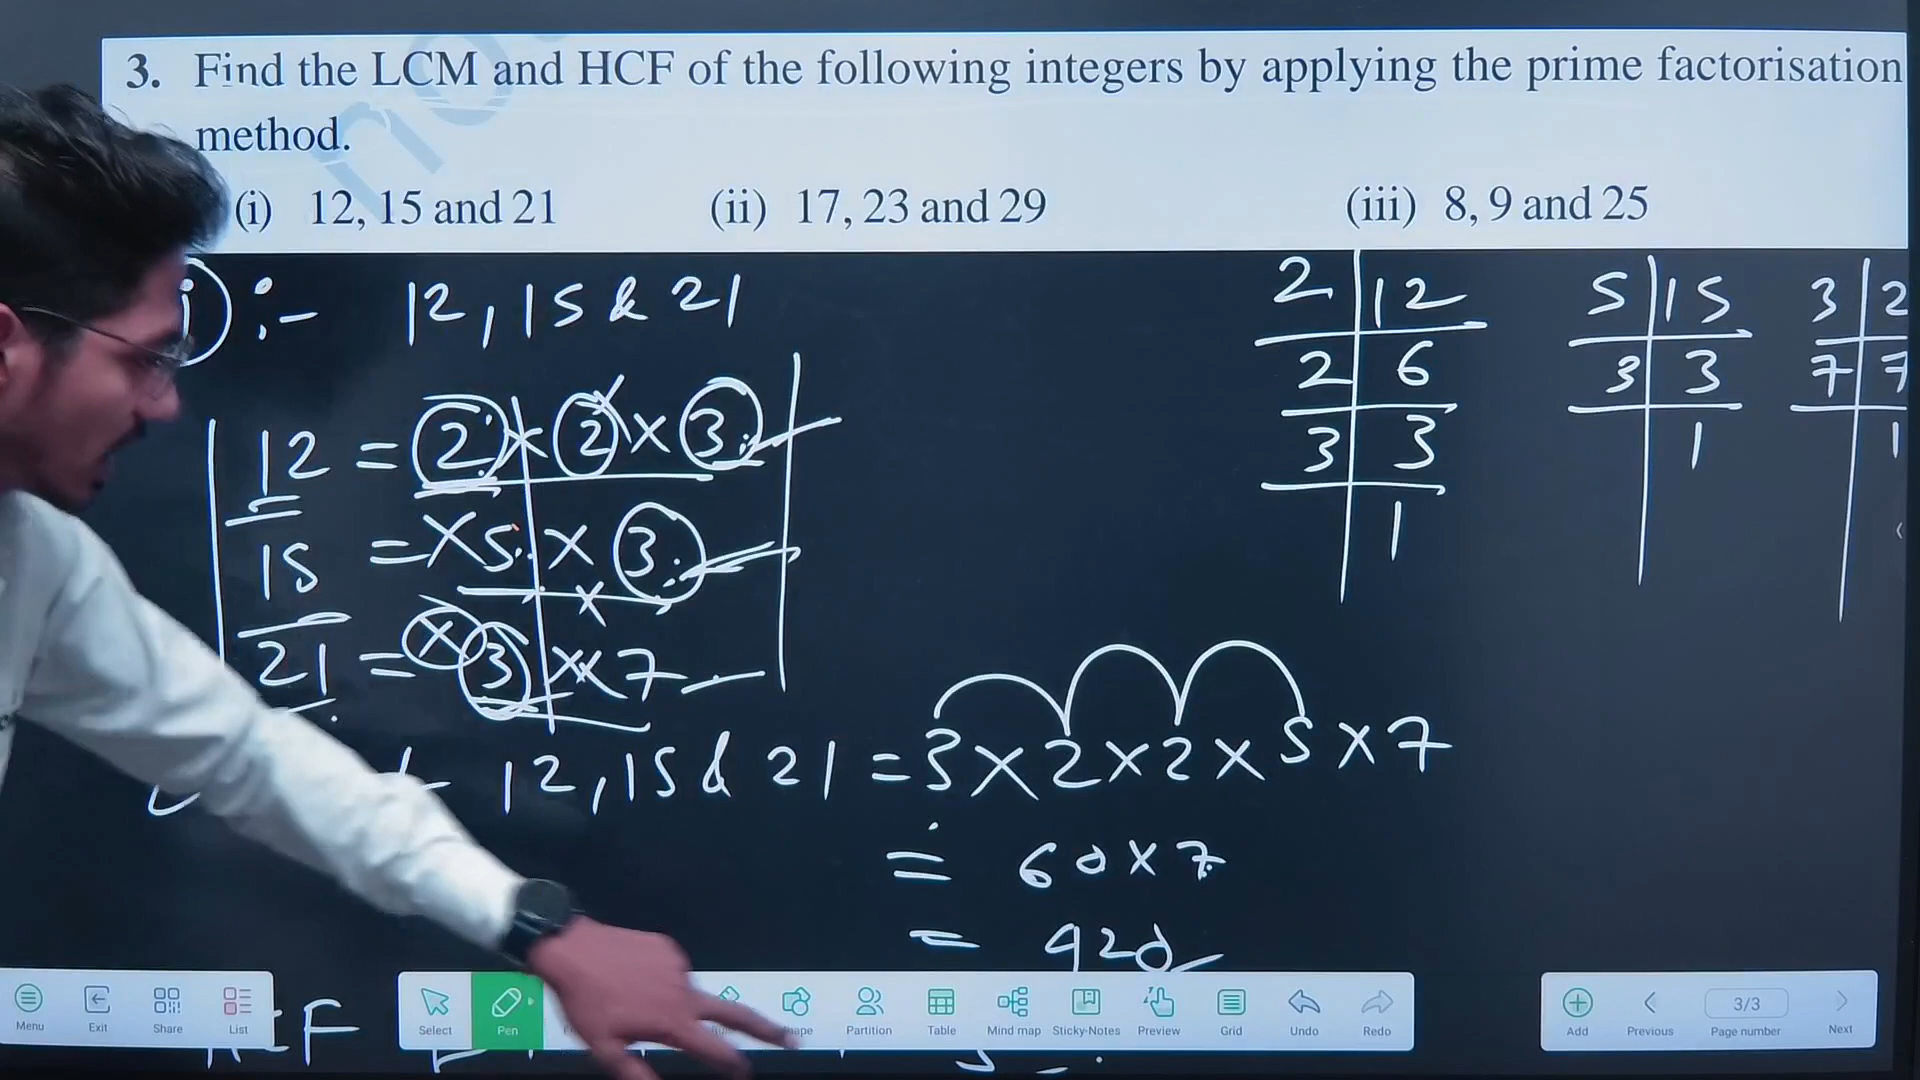 3. Find the LCM and HCF of the following integers by applying the prime factorisation
method.
(i) 12, 15 and 21 (ii) 17, 23 and 29 (iii) 8, 9 and 25
i) :- 12, 15 & 21
2 | 12
2 | 6
3 | 3
1
5 | 15
3 | 3
1
3 | 2
7 | 7
1
12 = 2 × 2 × 3
15 = × 5 × 3
21 = × 3 × × 7
12, 15 & 21 = 3 × 2 × 2 × 5 × 7
= 60 × 7
= 420
HCF
Menu Exit Share List
Select Pen Partition Table Mind map Sticky-Notes Preview Grid Undo Redo
Add Previous 3/3 Page number Next